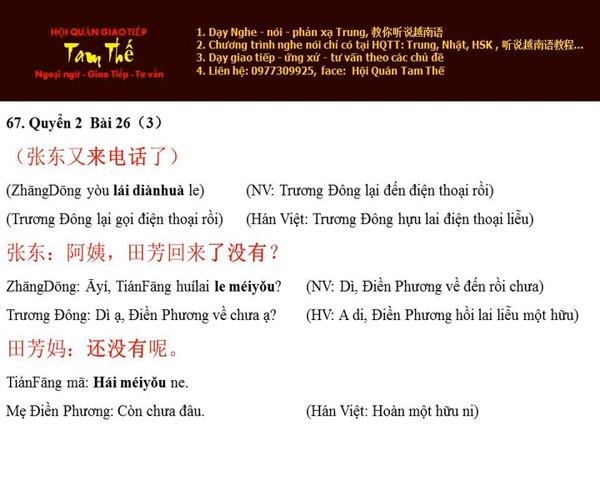 HỘI QUÁN GIAO TIẾP
Tam Thế
Ngoại ngữ - Giao Tiếp - Tư vấn
1. Dạy Nghe - nói - phản xạ Trung, 教你听说越南语
2. Chương trình nghe nói chỉ có tại HQTT: Trung, Nhật, HSK , 听说越南语教程...
3. Dạy giao tiếp - ứng xử - tư vấn theo các chủ đề
4. Liên hệ: 0977309925, face: Hội Quán Tam Thế
67. Quyển 2 Bài 26（3）
（张东又来电话了）
(ZhāngDōng yòu lái diànhuà le) (NV: Trương Đông lại đến điện thoại rồi)
(Trương Đông lại gọi điện thoại rồi) (Hán Việt: Trương Đông hựu lai điện thoại liễu)
张东：阿姨，田芳回来了没有？
ZhāngDōng: Āyí, TiánFāng huílai le méiyǒu? (NV: Dì, Điền Phương về đến rồi chưa)
Trương Đông: Dì ạ, Điền Phương về chưa ạ? (HV: A di, Điền Phương hồi lai liễu một hữu)
田芳妈：还没有呢。
TiánFāng mā: Hái méiyǒu ne.
Mẹ Điền Phương: Còn chưa đâu. (Hán Việt: Hoàn một hữu ni)